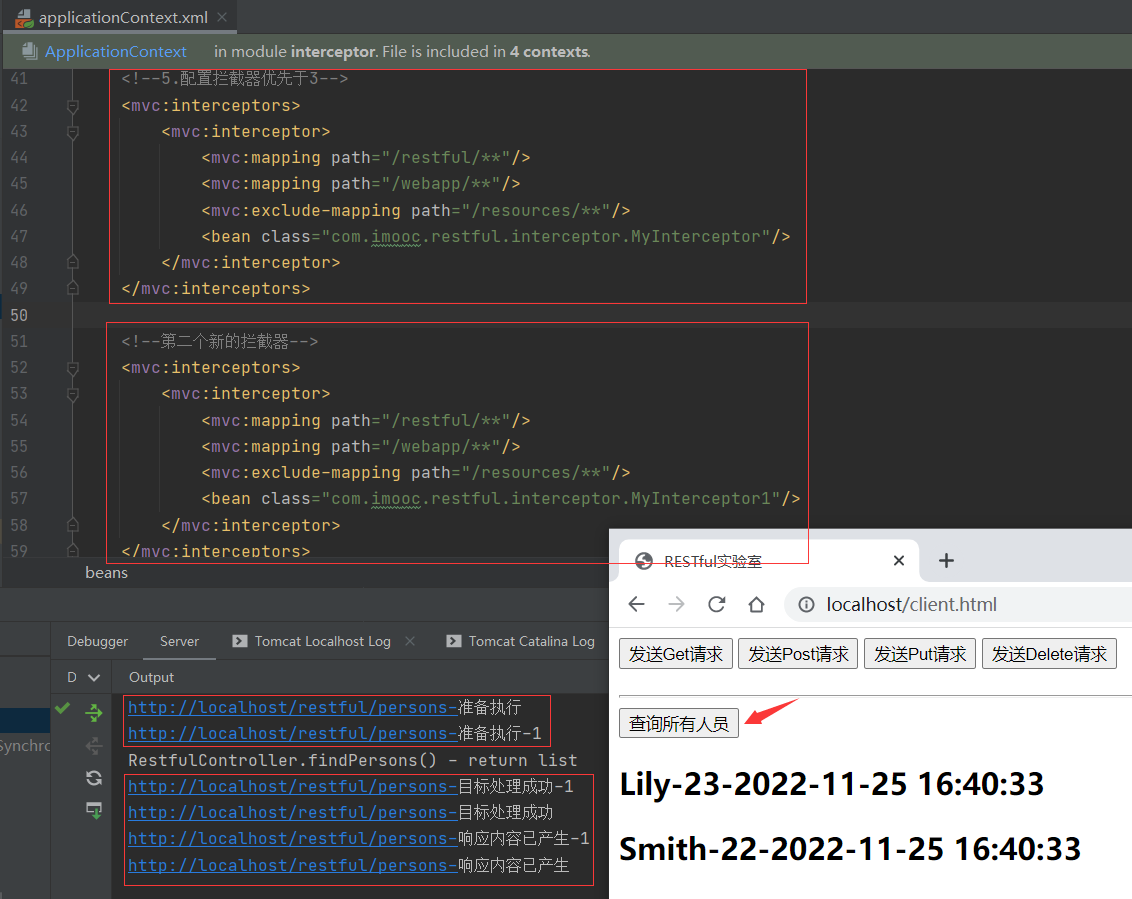 applicationContext.xml
ApplicationContext in module interceptor. File is included in 4 contexts.
41 <!--5.配置拦截器优先于3-->
42 <mvc:interceptors>
43 <mvc:interceptor>
44 <mvc:mapping path="/restful/**"/>
45 <mvc:mapping path="/webapp/**"/>
46 <mvc:exclude-mapping path="/resources/**"/>
47 <bean class="com.imooc.restful.interceptor.MyInterceptor"/>
48 </mvc:interceptor>
49 </mvc:interceptors>
50
51 <!--第二个新的拦截器-->
52 <mvc:interceptors>
53 <mvc:interceptor>
54 <mvc:mapping path="/restful/**"/>
55 <mvc:mapping path="/webapp/**"/>
56 <mvc:exclude-mapping path="/resources/**"/>
57 <bean class="com.imooc.restful.interceptor.MyInterceptor1"/>
58 </mvc:interceptor>
59 </mvc:interceptors>
beans
Debugger Server Tomcat Localhost Log Tomcat Catalina Log
D Output
Synchro
http://localhost/restful/persons-准备执行
http://localhost/restful/persons-准备执行-1
RestfulController.findPersons() - return list
http://localhost/restful/persons-目标处理成功-1
http://localhost/restful/persons-目标处理成功
http://localhost/restful/persons-响应内容已产生-1
http://localhost/restful/persons-响应内容已产生
RESTful实验室
localhost/client.html
发送Get请求 发送Post请求 发送Put请求 发送Delete请求
查询所有人员
Lily-23-2022-11-25 16:40:33
Smith-22-2022-11-25 16:40:33